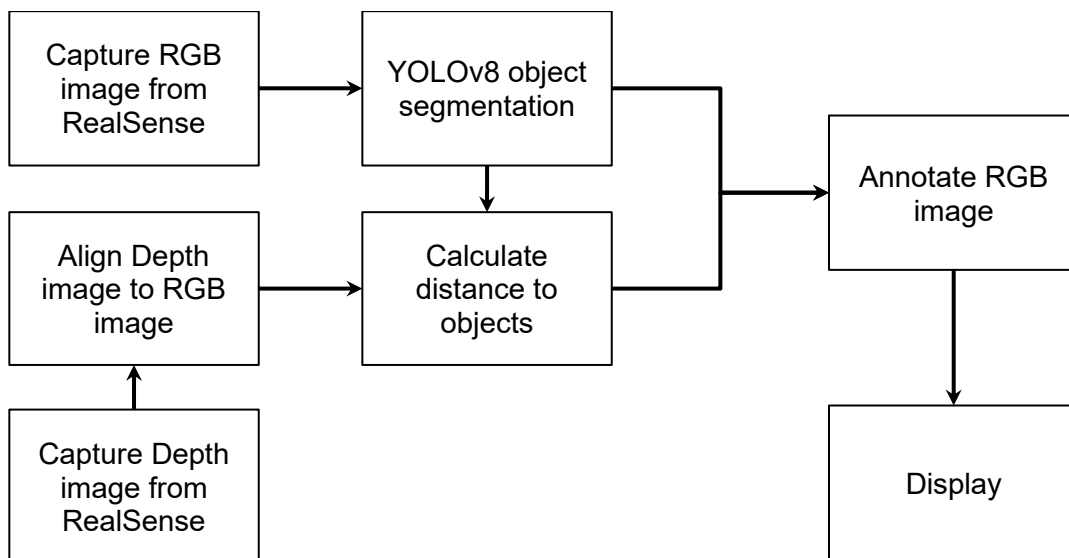 Capture RGB
image from
RealSense
YOLOv8 object
segmentation
Annotate RGB
image
Align Depth
image to RGB
image
Calculate
distance to
objects
Capture Depth
image from
RealSense
Display